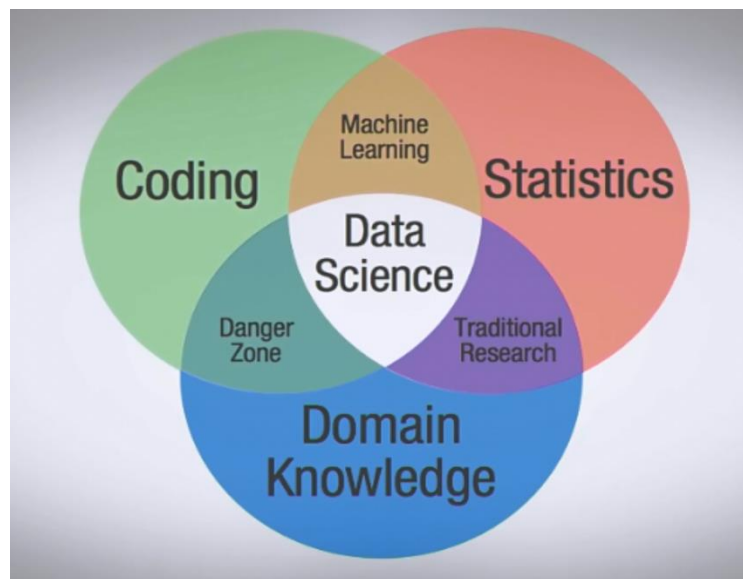 Machine
Learning
Coding
Statistics
Data
Science
Danger
Zone
Traditional
Research
Domain
Knowledge